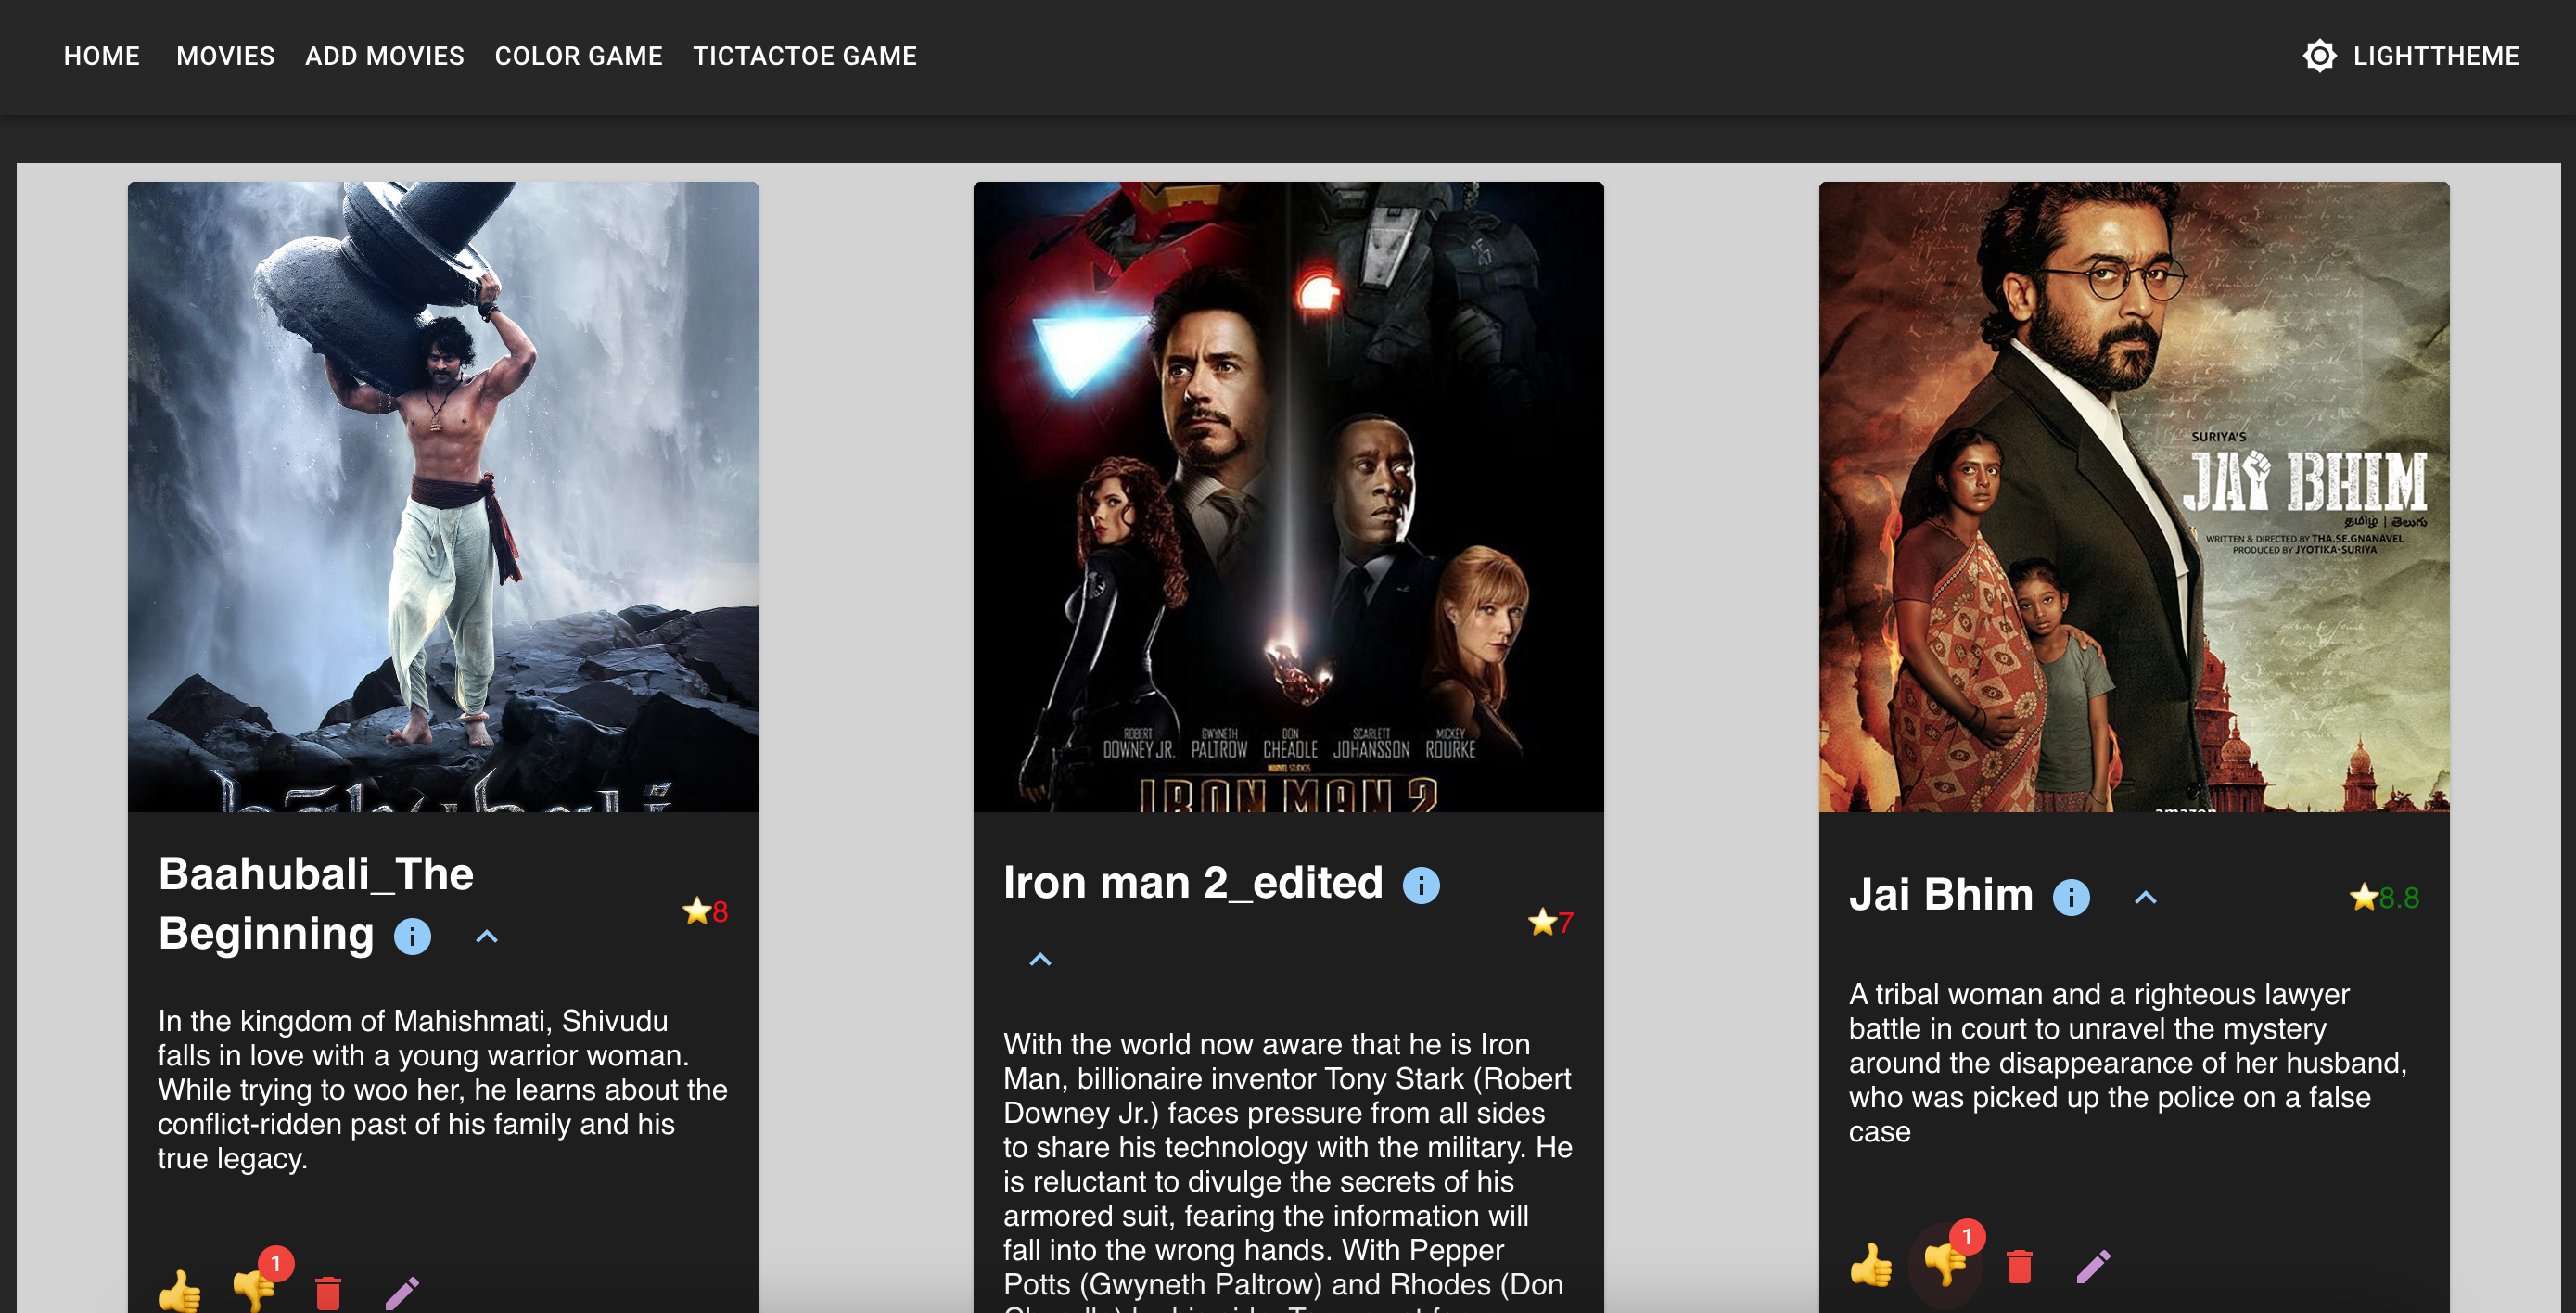 HOME MOVIES ADD MOVIES COLOR GAME TICTACTOE GAME LIGHTTHEME
bāhubali
ROBERT DOWNEY JR. GWYNETH PALTROW DON CHEADLE SCARLETT JOHANSSON MICKEY ROURKE
MARVEL STUDIOS
IRON MAN 2
SURIYA'S
JAI BHIM
தமிழ் | తెలుగు
WRITTEN & DIRECTED BY THA.SE.GNANAVEL
PRODUCED BY JYOTIKA-SURIYA
amazon
Baahubali_The
Beginning
⭐8
In the kingdom of Mahishmati, Shivudu
falls in love with a young warrior woman.
While trying to woo her, he learns about the
conflict-ridden past of his family and his
true legacy.
1
Iron man 2_edited
⭐7
With the world now aware that he is Iron
Man, billionaire inventor Tony Stark (Robert
Downey Jr.) faces pressure from all sides
to share his technology with the military. He
is reluctant to divulge the secrets of his
armored suit, fearing the information will
fall into the wrong hands. With Pepper
Potts (Gwyneth Paltrow) and Rhodes (Don
Jai Bhim
⭐8.8
A tribal woman and a righteous lawyer
battle in court to unravel the mystery
around the disappearance of her husband,
who was picked up the police on a false
case
1